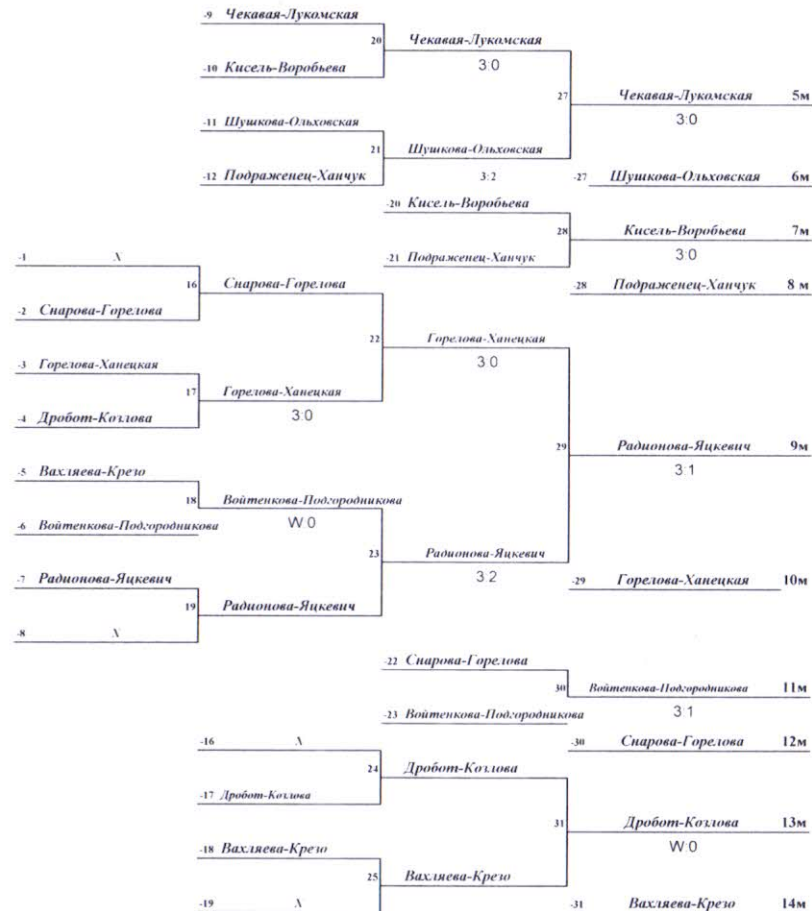 -9 Чекавая-Лукомская
20 Чекавая-Лукомская
-10 Кисель-Воробьева
3:0
27 Чекавая-Лукомская 5м
3:0
-11 Шушкова-Ольховская
21 Шушкова-Ольховская
-12 Подраженец-Ханчук
3:2
-27 Шушкова-Ольховская 6м
-20 Кисель-Воробьева
28 Кисель-Воробьева 7м
-21 Подраженец-Ханчук
3:0
-28 Подраженец-Ханчук 8 м
-1 X
16 Снарова-Горелова
-2 Снарова-Горелова
22 Горелова-Ханецкая
3:0
-3 Горелова-Ханецкая
17 Горелова-Ханецкая
3:0
-4 Дробот-Козлова
29 Радионова-Яцкевич 9м
3:1
-5 Вахляева-Крезо
18 Войтенкова-Подгородникова
W:0
-6 Войтенкова-Подгородникова
23 Радионова-Яцкевич
3:2
-7 Радионова-Яцкевич
19 Радионова-Яцкевич
-8 X
-29 Горелова-Ханецкая 10м
-22 Снарова-Горелова
30 Войтенкова-Подгородникова 11м
3:1
-23 Войтенкова-Подгородникова
-30 Снарова-Горелова 12м
-16 X
24 Дробот-Козлова
-17 Дробот-Козлова
31 Дробот-Козлова 13м
W:0
-18 Вахляева-Крезо
25 Вахляева-Крезо
-19 X
-31 Вахляева-Крезо 14м